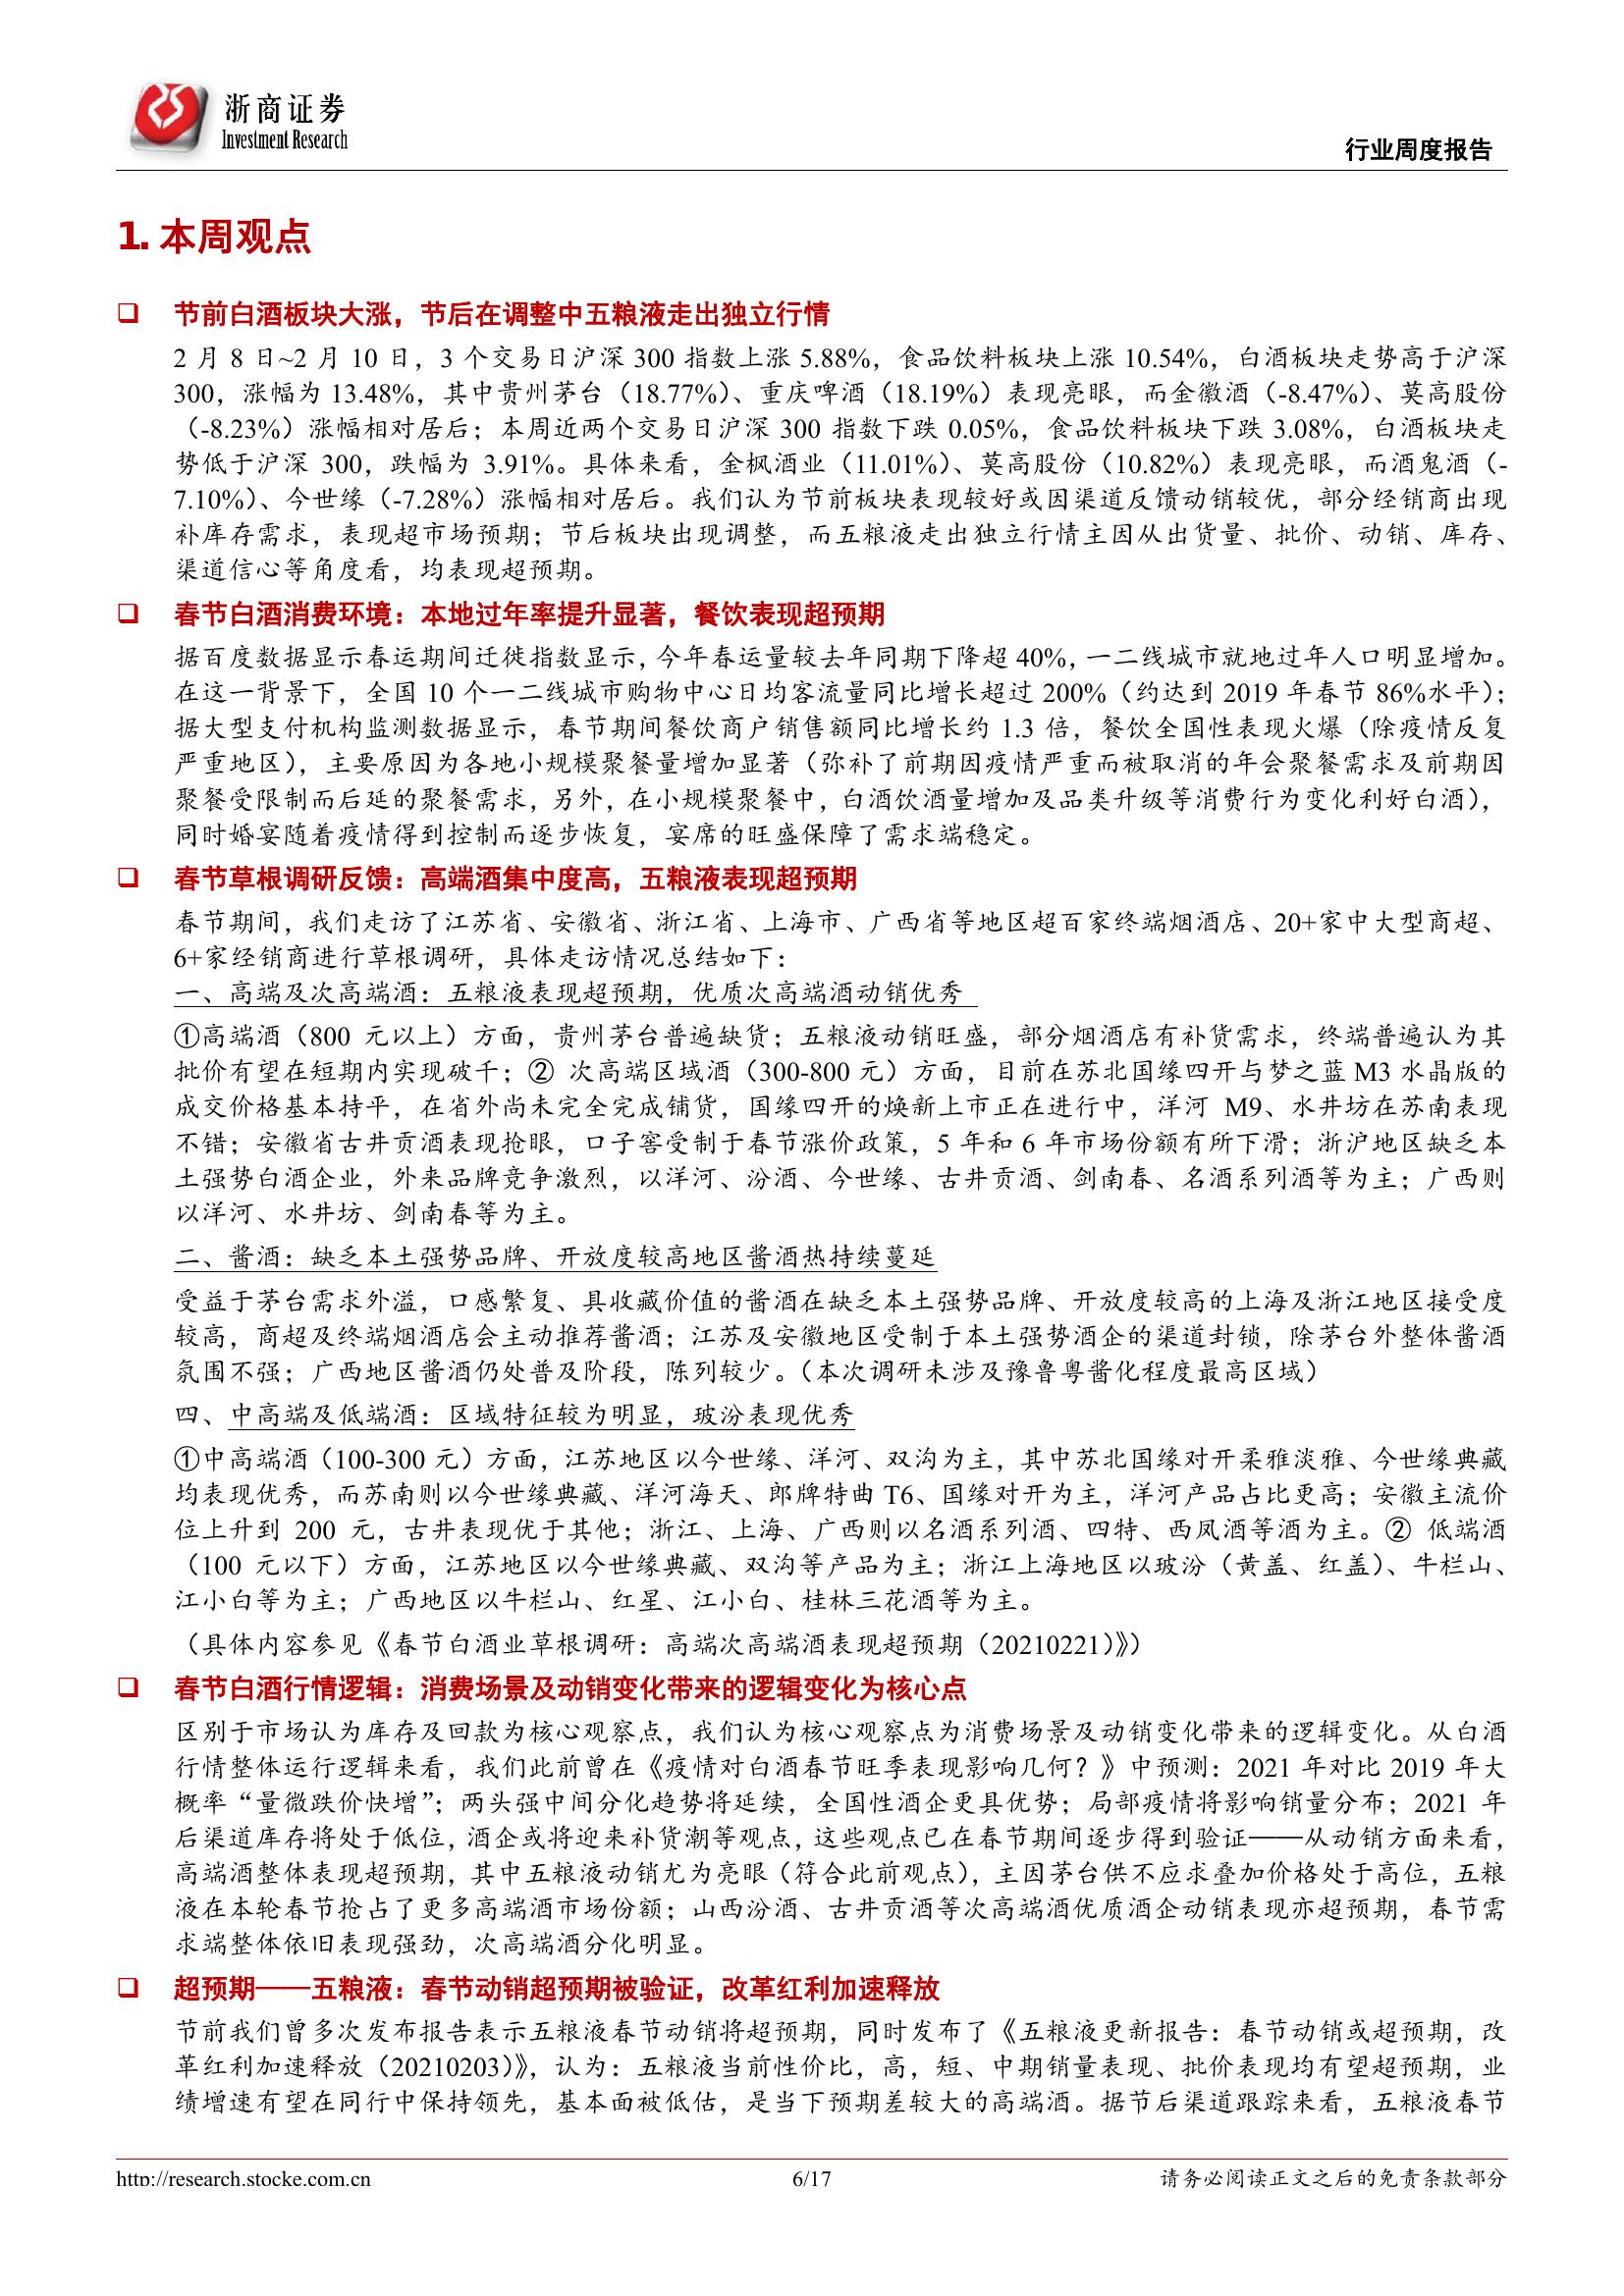 浙商证券
Investment Research
行业周度报告
1. 本周观点
❑ 节前白酒板块大涨，节后在调整中五粮液走出独立行情
2 月 8 日~2 月 10 日，3 个交易日沪深 300 指数上涨 5.88%，食品饮料板块上涨 10.54%，白酒板块走势高于沪深
300，涨幅为 13.48%，其中贵州茅台（18.77%）、重庆啤酒（18.19%）表现亮眼，而金徽酒（-8.47%）、莫高股份
（-8.23%）涨幅相对居后；本周近两个交易日沪深 300 指数下跌 0.05%，食品饮料板块下跌 3.08%，白酒板块走
势低于沪深 300，跌幅为 3.91%。具体来看，金枫酒业（11.01%）、莫高股份（10.82%）表现亮眼，而酒鬼酒（-
7.10%）、今世缘（-7.28%）涨幅相对居后。我们认为节前板块表现较好或因渠道反馈动销较优，部分经销商出现
补库存需求，表现超市场预期；节后板块出现调整，而五粮液走出独立行情主因从出货量、批价、动销、库存、
渠道信心等角度看，均表现超预期。
❑ 春节白酒消费环境：本地过年率提升显著，餐饮表现超预期
据百度数据显示春运期间迁徙指数显示，今年春运量较去年同期下降超 40%，一二线城市就地过年人口明显增加。
在这一背景下，全国 10 个一二线城市购物中心日均客流量同比增长超过 200%（约达到 2019 年春节 86%水平）；
据大型支付机构监测数据显示，春节期间餐饮商户销售额同比增长约 1.3 倍，餐饮全国性表现火爆（除疫情反复
严重地区），主要原因为各地小规模聚餐量增加显著（弥补了前期因疫情严重而被取消的年会聚餐需求及前期因
聚餐受限制而后延的聚餐需求，另外，在小规模聚餐中，白酒饮酒量增加及品类升级等消费行为变化利好白酒），
同时婚宴随着疫情得到控制而逐步恢复，宴席的旺盛保障了需求端稳定。
❑ 春节草根调研反馈：高端酒集中度高，五粮液表现超预期
春节期间，我们走访了江苏省、安徽省、浙江省、上海市、广西省等地区超百家终端烟酒店、20+家中大型商超、
6+家经销商进行草根调研，具体走访情况总结如下：
一、高端及次高端酒：五粮液表现超预期，优质次高端酒动销优秀
①高端酒（800 元以上）方面，贵州茅台普遍缺货；五粮液动销旺盛，部分烟酒店有补货需求，终端普遍认为其
批价有望在短期内实现破千；② 次高端区域酒（300-800 元）方面，目前在苏北国缘四开与梦之蓝 M3 水晶版的
成交价格基本持平，在省外尚未完全完成铺货，国缘四开的焕新上市正在进行中，洋河 M9、水井坊在苏南表现
不错；安徽省古井贡酒表现抢眼，口子窖受制于春节涨价政策，5 年和 6 年市场份额有所下滑；浙沪地区缺乏本
土强势白酒企业，外来品牌竞争激烈，以洋河、汾酒、今世缘、古井贡酒、剑南春、名酒系列酒等为主；广西则
以洋河、水井坊、剑南春等为主。
二、酱酒：缺乏本土强势品牌、开放度较高地区酱酒热持续蔓延
受益于茅台需求外溢，口感繁复、具收藏价值的酱酒在缺乏本土强势品牌、开放度较高的上海及浙江地区接受度
较高，商超及终端烟酒店会主动推荐酱酒；江苏及安徽地区受制于本土强势酒企的渠道封锁，除茅台外整体酱酒
氛围不强；广西地区酱酒仍处普及阶段，陈列较少。（本次调研未涉及豫鲁粤酱化程度最高区域）
四、中高端及低端酒：区域特征较为明显，玻汾表现优秀
①中高端酒（100-300 元）方面，江苏地区以今世缘、洋河、双沟为主，其中苏北国缘对开柔雅淡雅、今世缘典藏
均表现优秀，而苏南则以今世缘典藏、洋河海天、郎牌特曲 T6、国缘对开为主，洋河产品占比更高；安徽主流价
位上升到 200 元，古井表现优于其他；浙江、上海、广西则以名酒系列酒、四特、西凤酒等酒为主。② 低端酒
（100 元以下）方面，江苏地区以今世缘典藏、双沟等产品为主；浙江上海地区以玻汾（黄盖、红盖）、牛栏山、
江小白等为主；广西地区以牛栏山、红星、江小白、桂林三花酒等为主。
（具体内容参见《春节白酒业草根调研：高端次高端酒表现超预期（20210221）》）
❑ 春节白酒行情逻辑：消费场景及动销变化带来的逻辑变化为核心点
区别于市场认为库存及回款为核心观察点，我们认为核心观察点为消费场景及动销变化带来的逻辑变化。从白酒
行情整体运行逻辑来看，我们此前曾在《疫情对白酒春节旺季表现影响几何？》中预测：2021 年对比 2019 年大
概率“量微跌价快增”；两头强中间分化趋势将延续，全国性酒企更具优势；局部疫情将影响销量分布；2021 年
后渠道库存将处于低位，酒企或将迎来补货潮等观点，这些观点已在春节期间逐步得到验证——从动销方面来看，
高端酒整体表现超预期，其中五粮液动销尤为亮眼（符合此前观点），主因茅台供不应求叠加价格处于高位，五粮
液在本轮春节抢占了更多高端酒市场份额；山西汾酒、古井贡酒等次高端酒优质酒企动销表现亦超预期，春节需
求端整体依旧表现强劲，次高端酒分化明显。
❑ 超预期——五粮液：春节动销超预期被验证，改革红利加速释放
节前我们曾多次发布报告表示五粮液春节动销将超预期，同时发布了《五粮液更新报告：春节动销或超预期，改
革红利加速释放（20210203）》，认为：五粮液当前性价比，高，短、中期销量表现、批价表现均有望超预期，业
绩增速有望在同行中保持领先，基本面被低估，是当下预期差较大的高端酒。据节后渠道跟踪来看，五粮液春节
http://research.stocke.com.cn
6/17
请务必阅读正文之后的免责条款部分